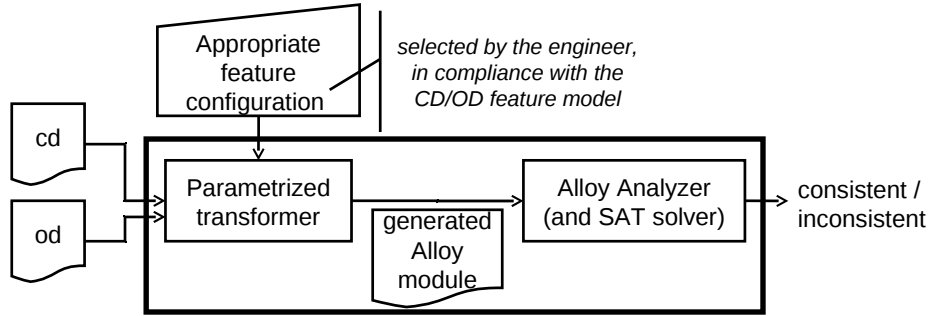 Appropriate
feature
configuration
selected by the engineer,
in compliance with the
CD/OD feature model
cd
od
Parametrized
transformer
generated
Alloy
module
Alloy Analyzer
(and SAT solver)
consistent /
inconsistent